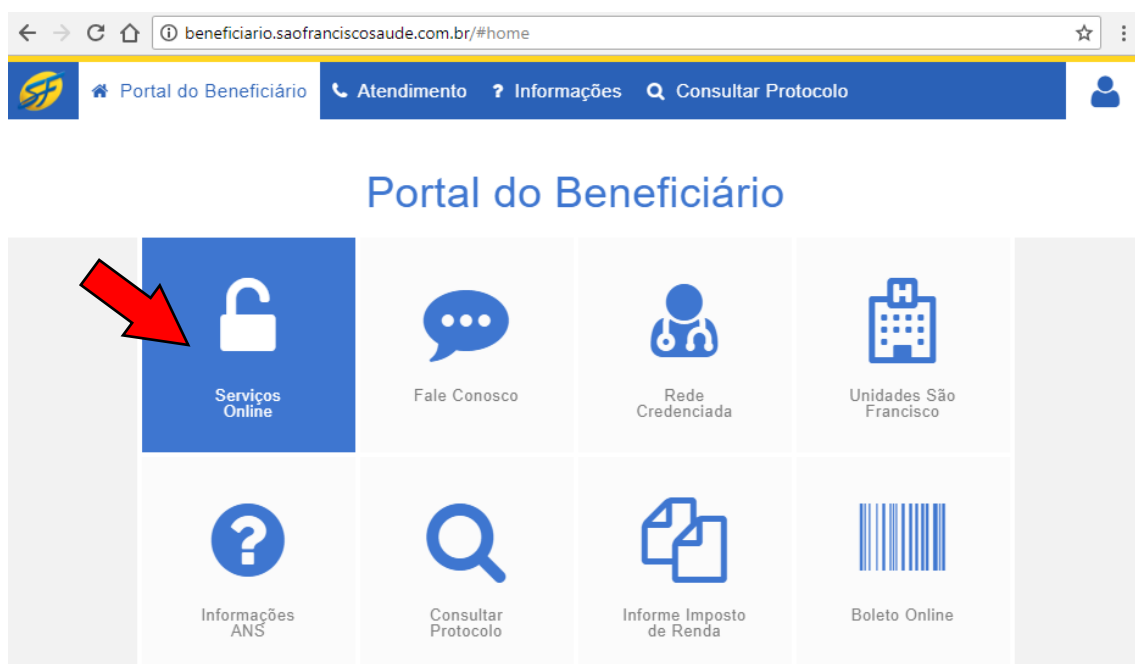 beneficiario.saofranciscosaude.com.br/#home
SF Portal do Beneficiário Atendimento ? Informações Consultar Protocolo
Portal do Beneficiário
Serviços
Online
Fale Conosco
Rede
Credenciada
H
Unidades São
Francisco
?
Informações
ANS
Consultar
Protocolo
Informe Imposto
de Renda
Boleto Online